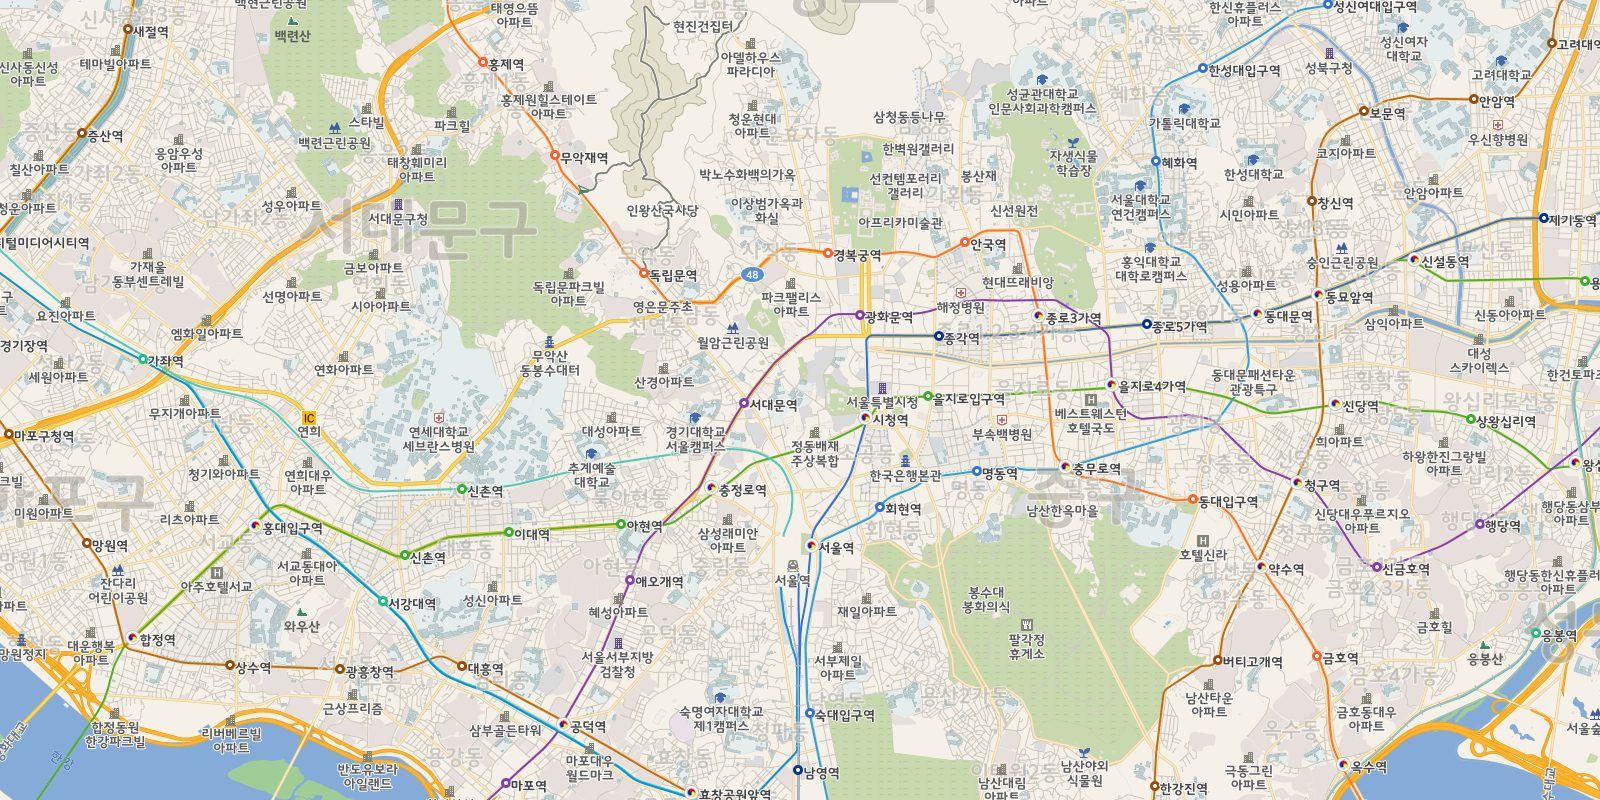 백련근린공원
태영으뜸
아파트
현진건집터
한신휴플러스
아파트
성신여대입구역
새절역
백련산
테마빌아파트
신사동신성
아파트
홍제역
아델하우스
파라디아
한성대입구역
성북구청
성신여자
대학교
고려대역
고려대학교
홍제원힐스테이트
아파트
스타빌
파크힐
백련근린공원
증산역
응암우성
아파트
칠산아파트
청운현대
아파트
삼청동등나무
성균관대학교
인문사회과학캠퍼스
가톨릭대학교
보문역
안암역
우신향병원
코지아파트
무악재역
태창훼미리
아파트
한벽원갤러리
자생식물
학습장
혜화역
한성대학교
박노수화백의가옥
선컨템포러리
갤러리
봉산재
안암아파트
청운아파트
성우아파트
서대문구청
서대문구
인왕산국사당
이상범가옥과
화실
아프리카미술관
신선원전
서울대학교
연건캠퍼스
시민아파트
창신역
제기동역
디지털미디어시티역
가재울
동부센트레빌
금보아파트
독립문역
48
경복궁역
안국역
홍익대학교
대학로캠퍼스
숭인근린공원
신설동역
선명아파트
시아아파트
독립문파크빌
아파트
영은문주초
파크팰리스
아파트
현대뜨래비앙
해정병원
성용아파트
동묘앞역
요진아파트
엠화일아파트
광화문역
종로3가역
종로5가역
동대문역
삼익아파트
신동아아파트
월암근린공원
종각역
무악산
동봉수대터
가좌역
세원아파트
연화아파트
산경아파트
대성
스카이렉스
동대문패션타운
관광특구
을지로4가역
무지개아파트
IC
연희
서대문역
서울특별시청
을지로입구역
시청역
베스트웨스턴
호텔국도
신당역
상왕십리역
마포구청역
연세대학교
세브란스병원
대성아파트
경기대학교
서울캠퍼스
정동배재
주상복합
부속백병원
희아파트
하왕한진그랑빌
아파트
청기와아파트
연희대우
아파트
추계예술
대학교
한국은행본관
명동역
충무로역
청구역
신촌역
충정로역
동대입구역
중구
미원아파트
리츠아파트
회현역
남산한옥마을
신당대우푸르지오
아파트
행당역
홍대입구역
신촌역
이대역
아현역
삼성래미안
아파트
서울역
호텔신라
망원역
서교동대아
아파트
잔다리
어린이공원
아주호텔서교
애오개역
서울역
약수역
신금호역
행당동한신휴플러스
서강대역
성신아파트
혜성아파트
봉수대
봉화의식
재일아파트
와우산
팔각정
휴게소
금호힐
합정역
대운행복
아파트
망원정지
응봉역
응봉산
상수역
광흥창역
대흥역
서울서부지방
검찰청
서부제일
아파트
버티고개역
금호역
근상프리즘
남산타운
아파트
금호동대우
아파트
합정동원
한강파크빌
리버베르빌
아파트
삼부골든타워
공덕역
숙명여자대학교
제1캠퍼스
숙대입구역
반도유보라
아일랜드
마포역
마포대우
월드마크
효창공원앞역
남영역
남산대림
아파트
남산야외
식물원
한강진역
극동그린
아파트
옥수역